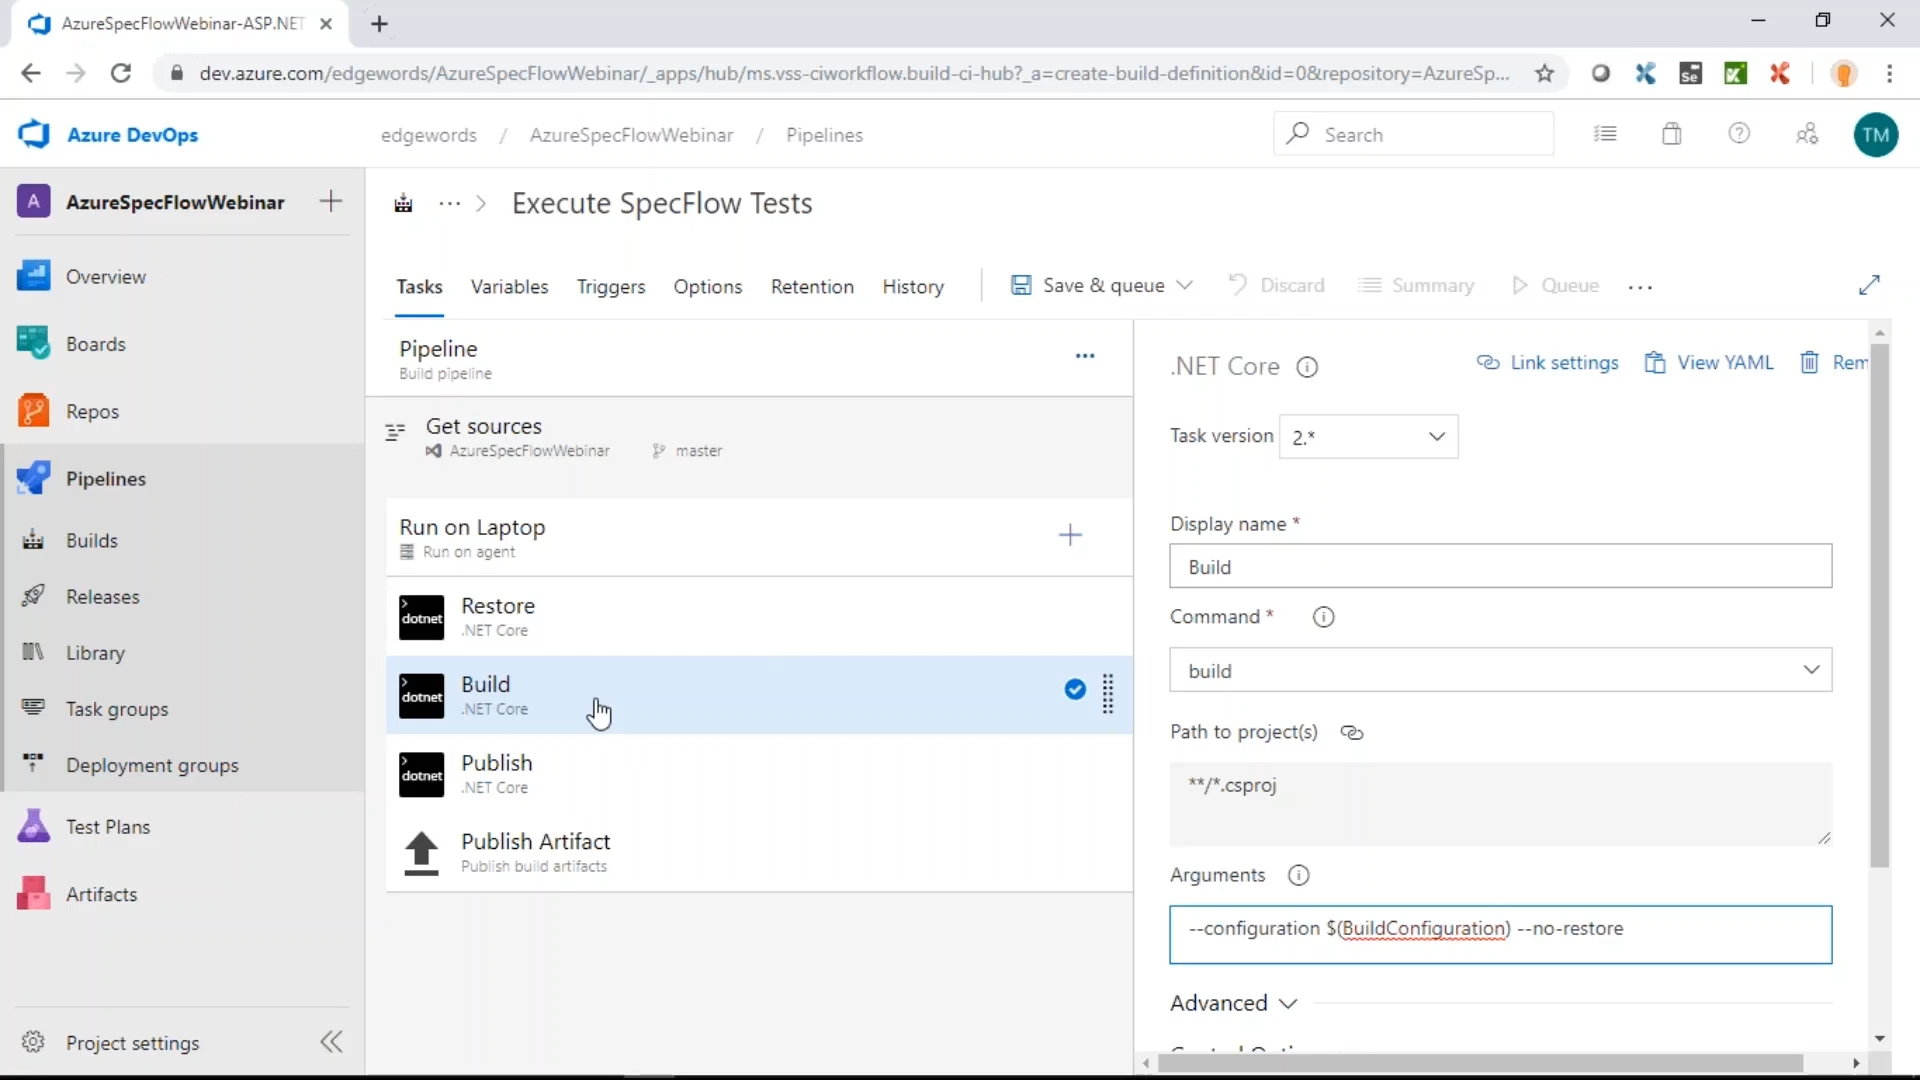 AzureSpecFlowWebinar-ASP.NET
dev.azure.com/edgewords/AzureSpecFlowWebinar/_apps/hub/ms.vss-ciworkflow.build-ci-hub?_a=create-build-definition&id=0&repository=AzureSp...
Se
Azure DevOps
edgewords / AzureSpecFlowWebinar / Pipelines
Search
TM
A AzureSpecFlowWebinar
Overview
Boards
Repos
Pipelines
Builds
Releases
Library
Task groups
Deployment groups
Test Plans
Artifacts
Project settings
... > Execute SpecFlow Tests
Tasks Variables Triggers Options Retention History Save & queue Discard Summary Queue ...
Pipeline
Build pipeline
Get sources
AzureSpecFlowWebinar master
Run on Laptop
Run on agent
dotnet
Restore
.NET Core
dotnet
Build
.NET Core
dotnet
Publish
.NET Core
Publish Artifact
Publish build artifacts
.NET Core
Link settings View YAML Rem
Task version 2.*
Display name *
Build
Command *
build
Path to project(s)
**/*.csproj
Arguments
--configuration $(BuildConfiguration) --no-restore
Advanced